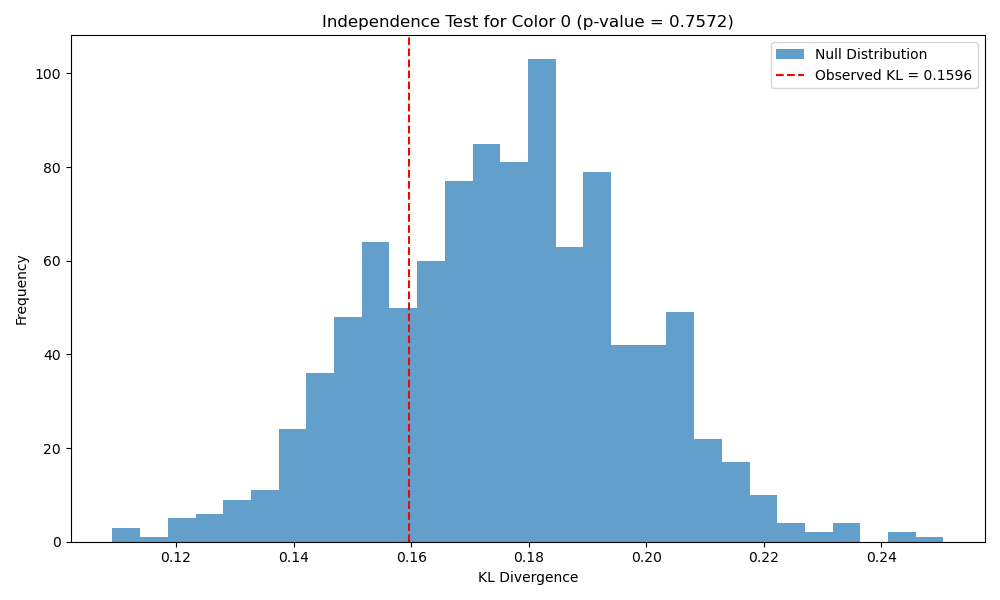 Independence Test for Color 0 (p-value = 0.7572)
Null Distribution
Observed KL = 0.1596
Frequency
100
80
60
40
20
0
0.12 0.14 0.16 0.18 0.20 0.22 0.24
KL Divergence